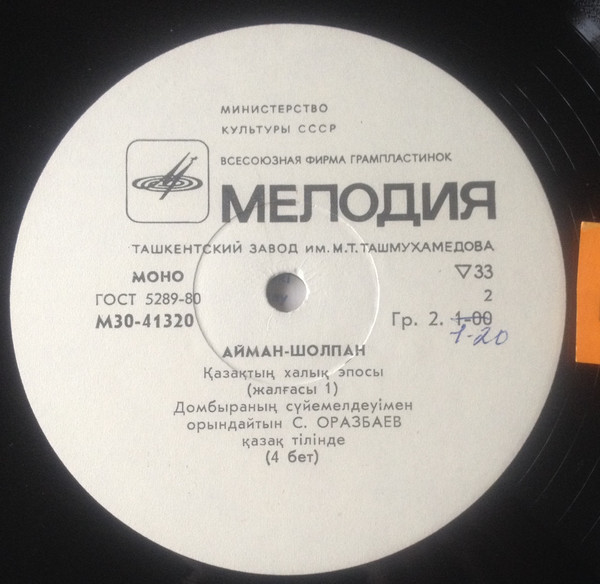 МИНИСТЕРСТВО
КУЛЬТУРЫ СССР
ВСЕСОЮЗНАЯ ФИРМА ГРАМПЛАСТИНОК
МЕЛОДИЯ
ТАШКЕНТСКИЙ ЗАВОД ИМ. М.Т. ТАШМУХАМЕДОВА
МОНО ▽33
ГОСТ 5289-80 2
М30-41320 Гр. 2. 1-00
1-20
АЙМАН-ШОЛПАН
Қазақтың халық эпосы
(жалғасы 1)
Домбыраның сүйемелдеуімен
орындайтын С. ОРАЗБАЕВ
қазақ тілінде
(4 бет)